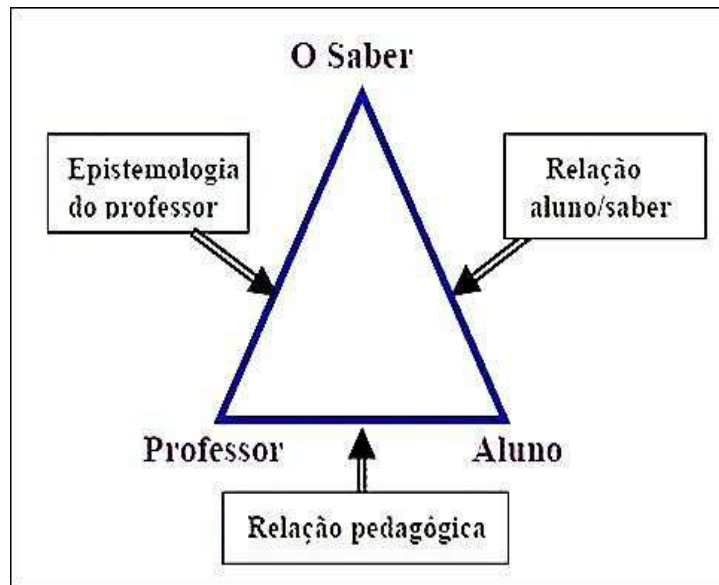 O Saber
Epistemologia
do professor
Relação
aluno/saber
Professor
Aluno
Relação pedagógica